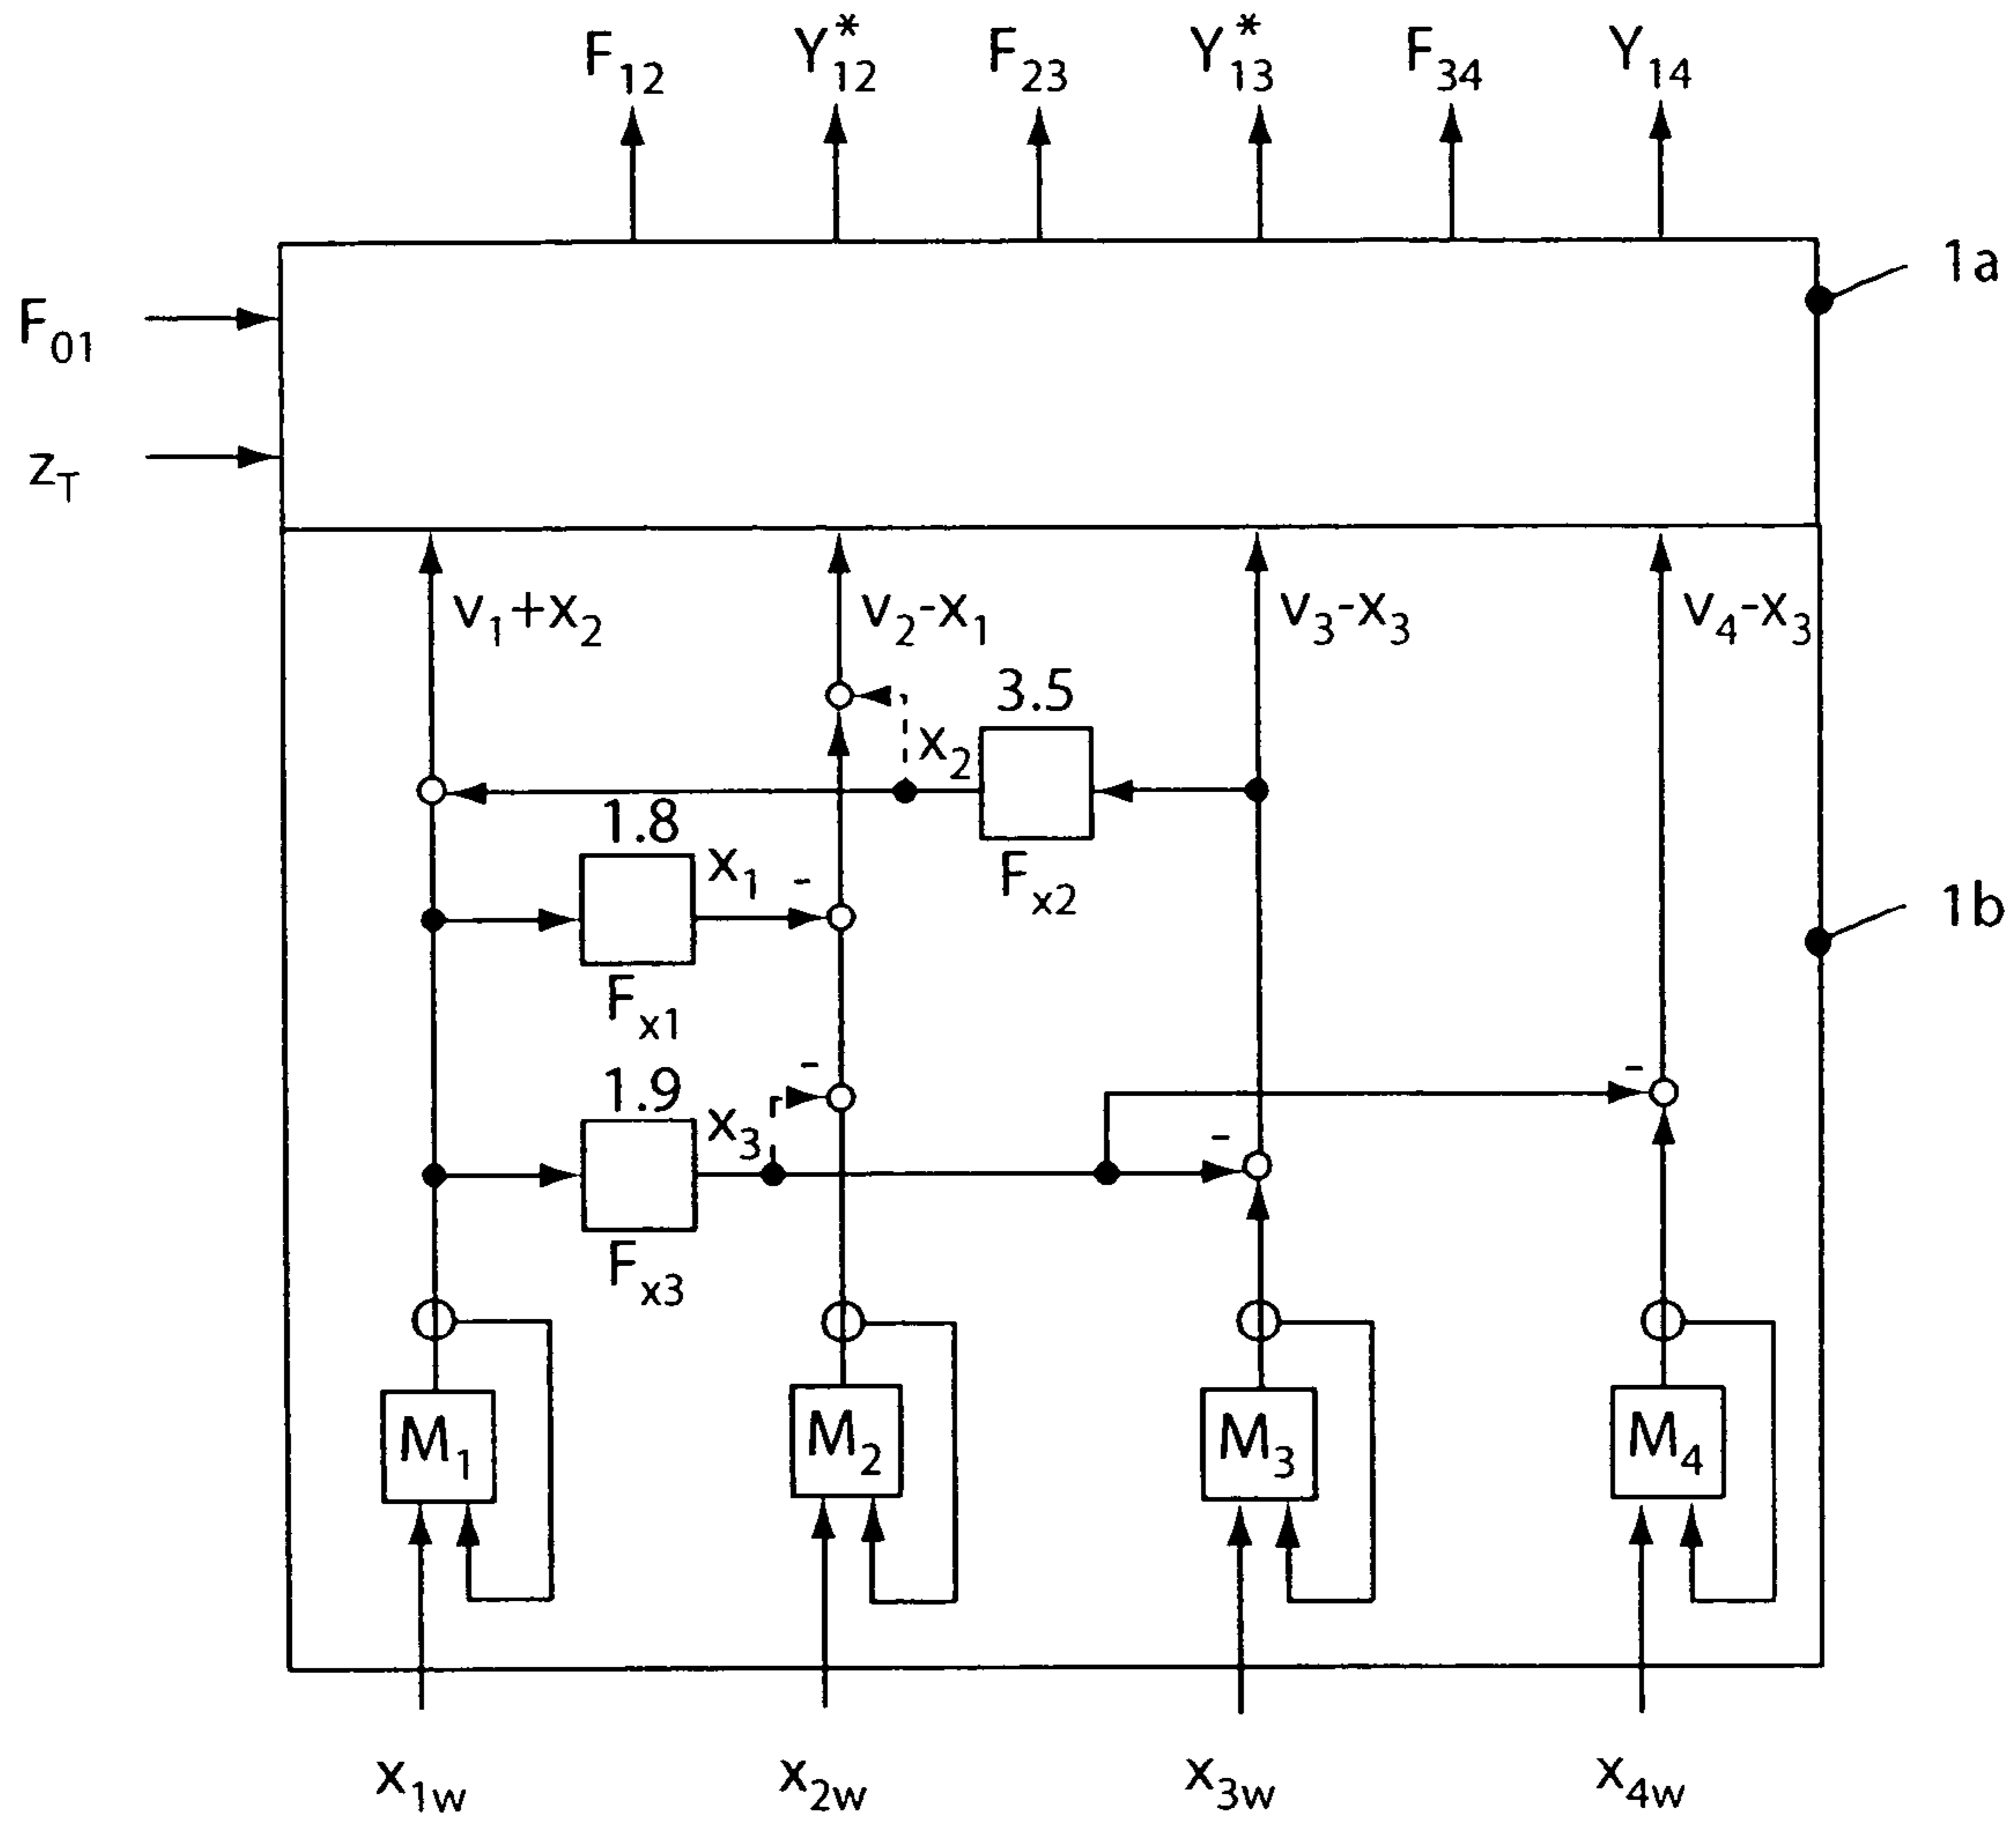 F12 Y*12 F23 Y*13 F34 Y14
1a
F01
zT
v1+x2 v2-x1 v3-x3 v4-x3
3.5
x2
1.8
x1 -
Fx2
1b
Fx1
-
-
1.9
x3
-
Fx3
M1 M2 M3 M4
x1w x2w x3w x4w